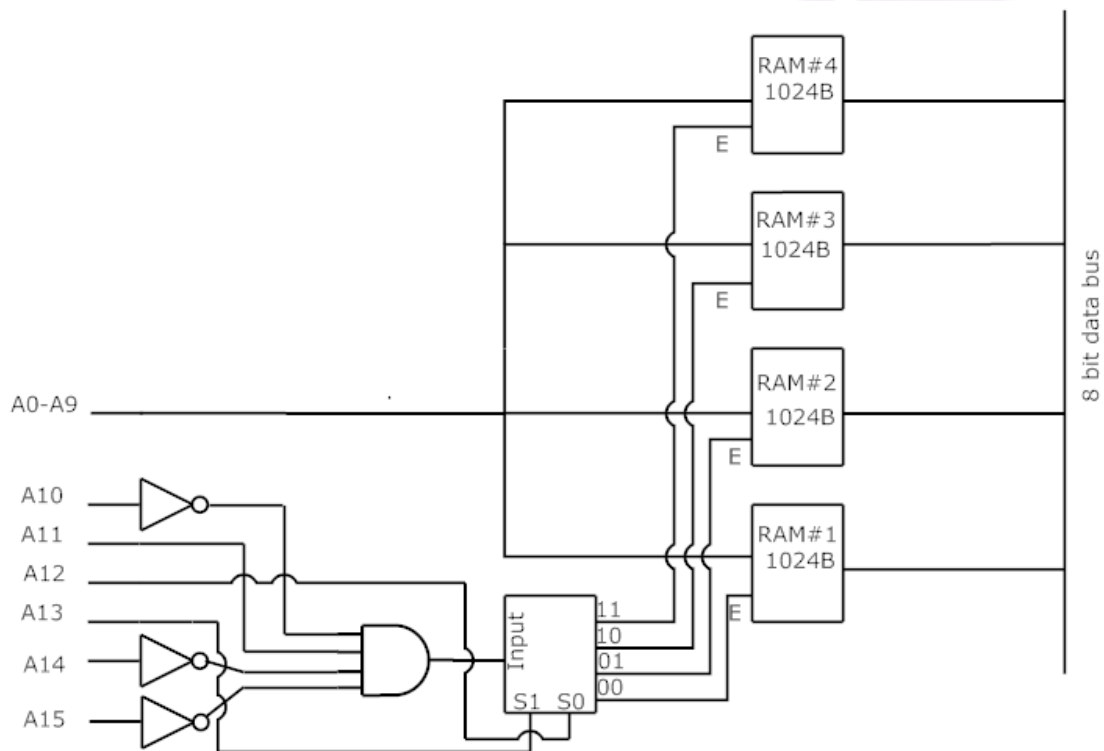 RAM#4
1024B
E
RAM#3
1024B
E
8 bit data bus
RAM#2
1024B
A0-A9
E
A10
RAM#1
A11
1024B
A12
11
E
A13
Input
10
A14
01
00
S1 S0
A15